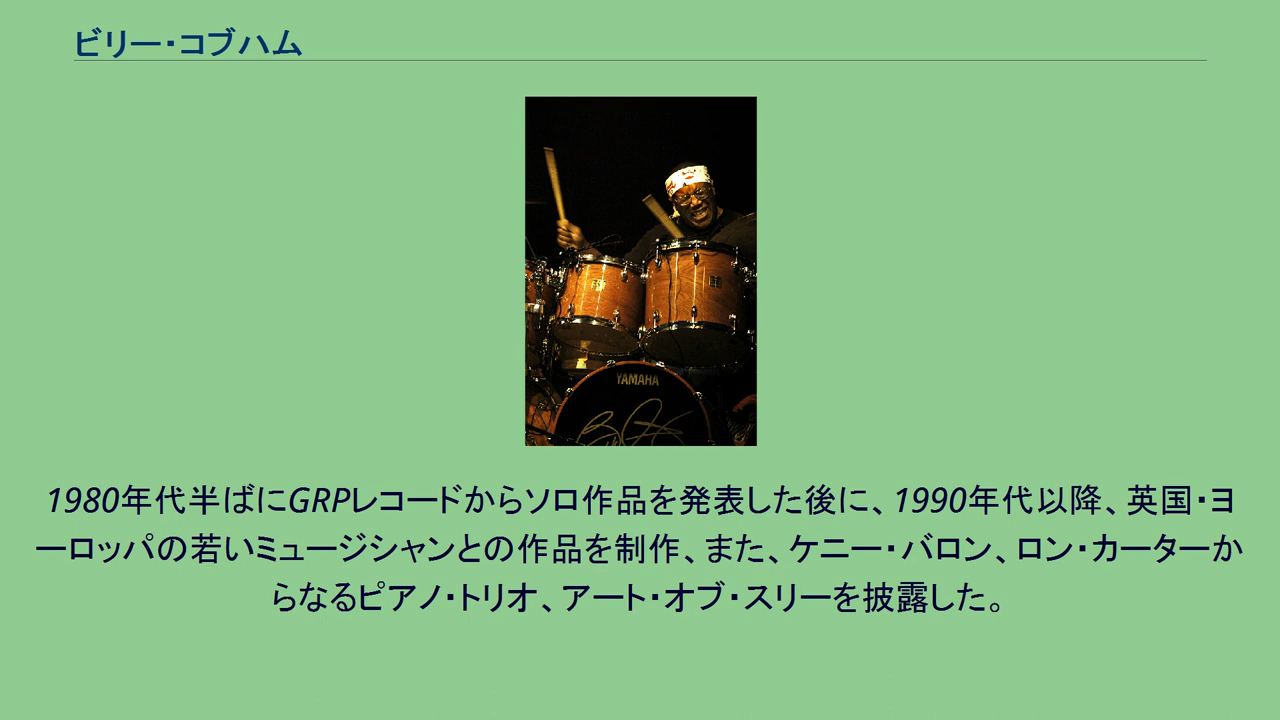 ビリー・コブハム
YAMAHA
1980年代半ばにGRPレコードからソロ作品を発表した後に、1990年代以降、英国・ヨ
ーロッパの若いミュージシャンとの作品を制作、また、ケニー・バロン、ロン・カーターか
らなるピアノ・トリオ、アート・オブ・スリーを披露した。